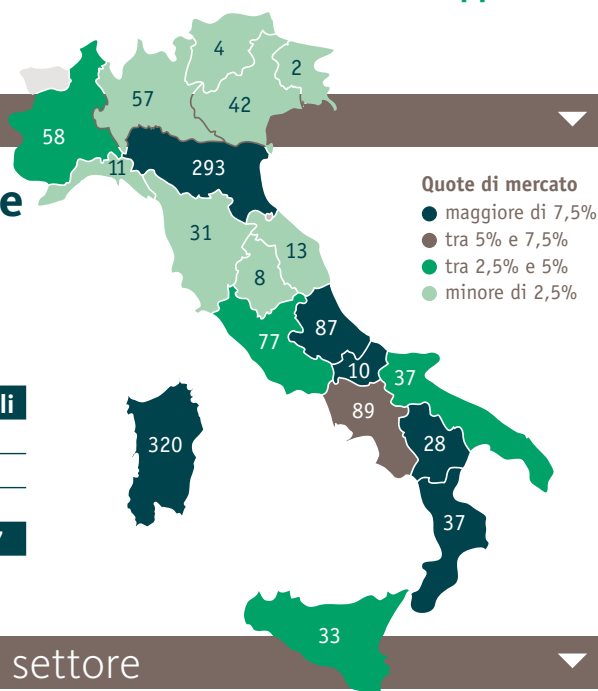 4
2
57
42
58
11
293
e
Quote di mercato
maggiore di 7,5%
tra 5% e 7,5%
tra 2,5% e 5%
minore di 2,5%
31
13
8
87
77
10
37
li
89
320
28
37
33
settore